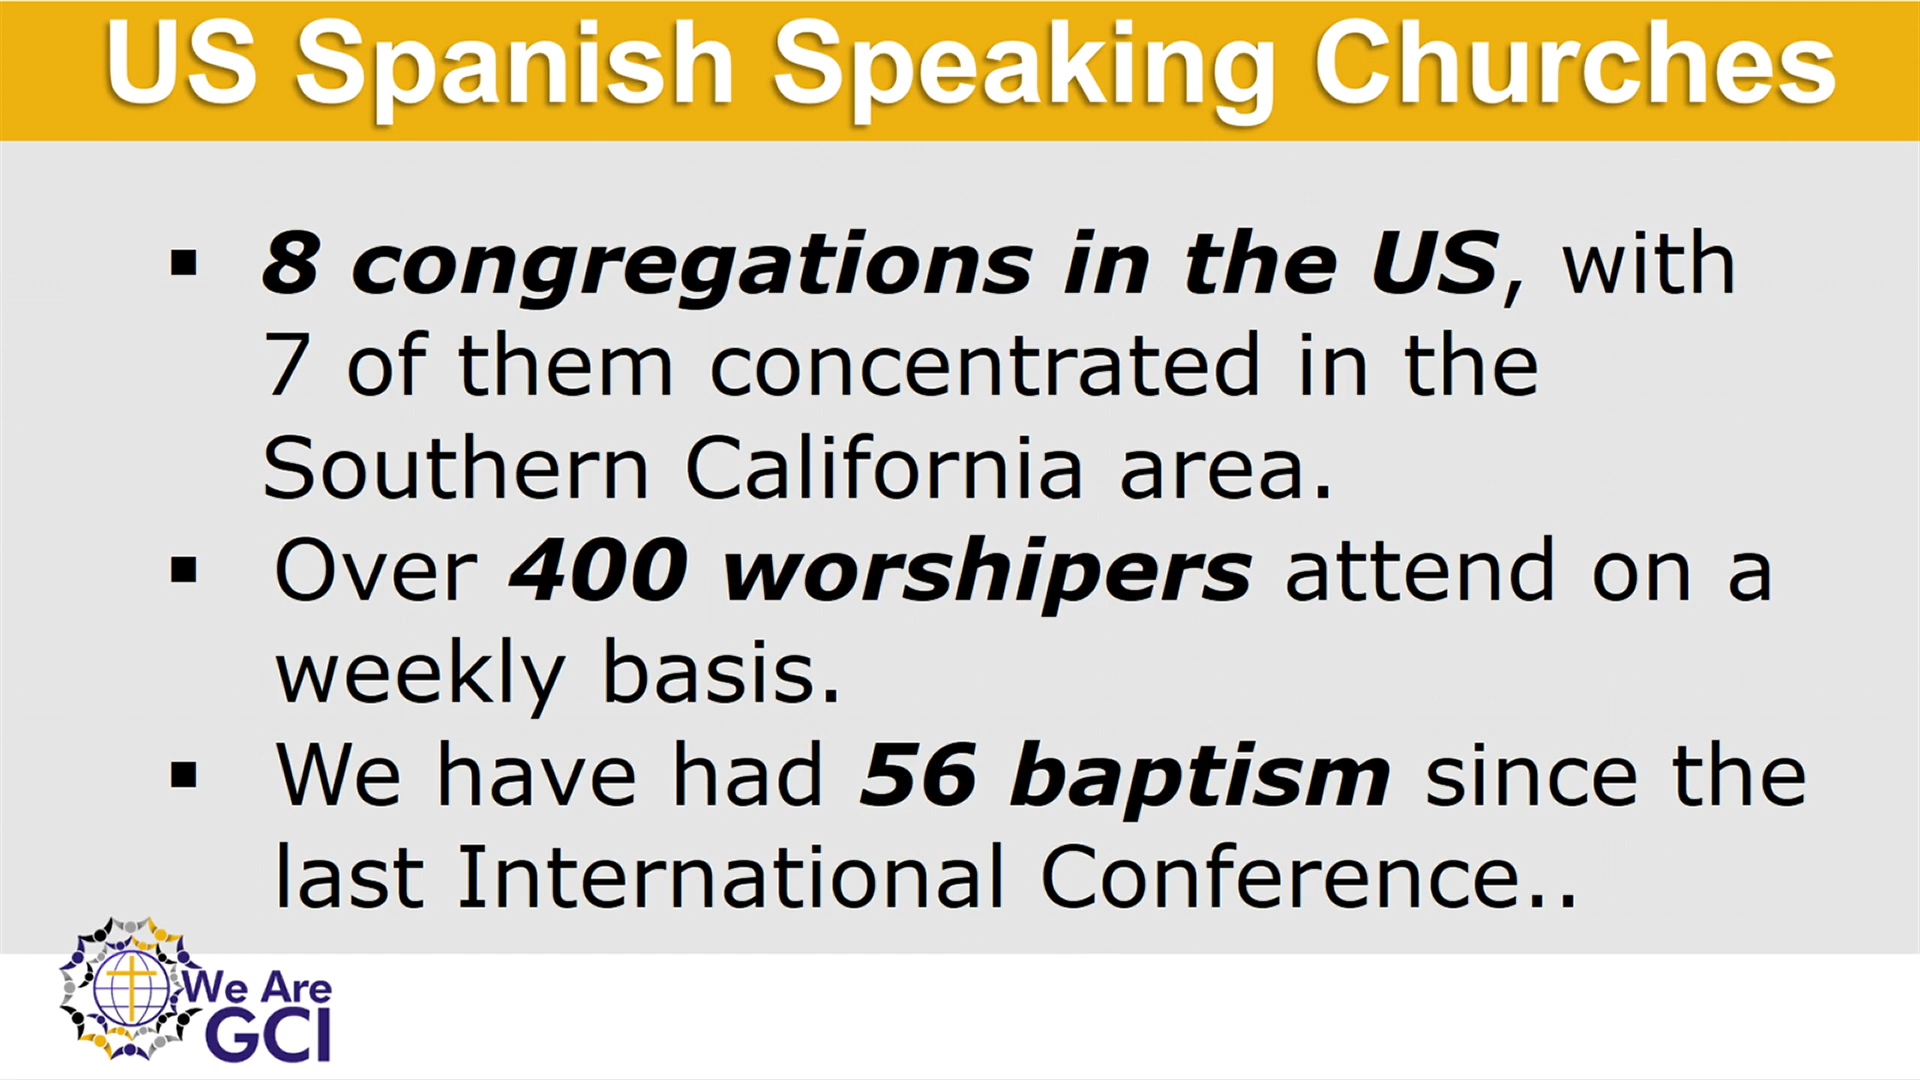 US Spanish Speaking Churches
▪ 8 congregations in the US, with
7 of them concentrated in the
Southern California area.
▪ Over 400 worshipers attend on a
weekly basis.
▪ We have had 56 baptism since the
last International Conference..
We Are
GCI